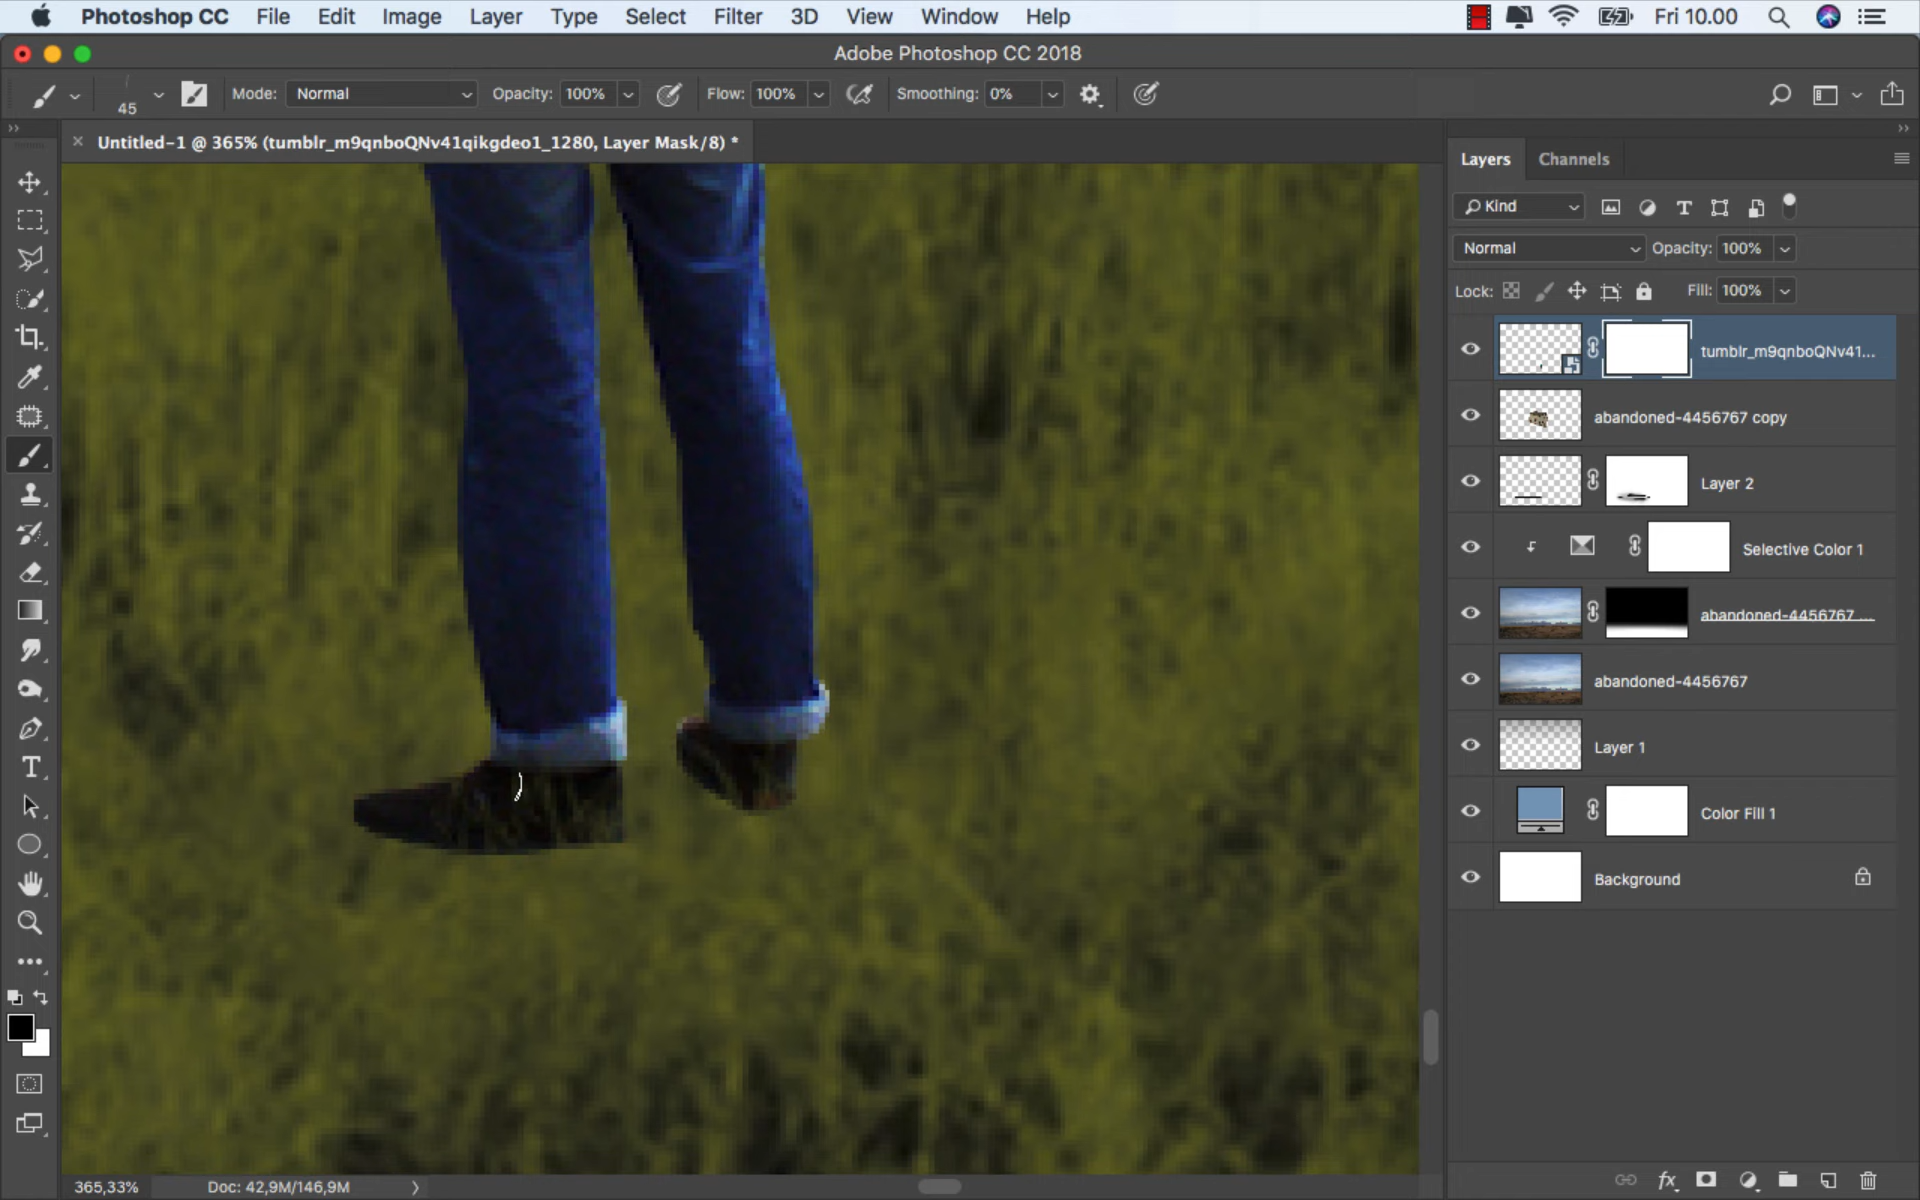 Photoshop CC File Edit Image Layer Type Select Filter 3D View Window Help Fri 10.00
Adobe Photoshop CC 2018
45 Mode: Normal Opacity: 100% Flow: 100% Smoothing: 0%
Untitled-1 @ 365% (tumblr_m9qnboQNv41qikgdeo1_1280, Layer Mask/8) *
Layers Channels
Kind
Normal Opacity: 100%
Lock: Fill: 100%
tumblr_m9qnboQNv41...
abandoned-4456767 copy
Layer 2
Selective Color 1
abandoned-4456767 ...
abandoned-4456767
Layer 1
Color Fill 1
Background
365,33% Doc: 42,9M/146,9M